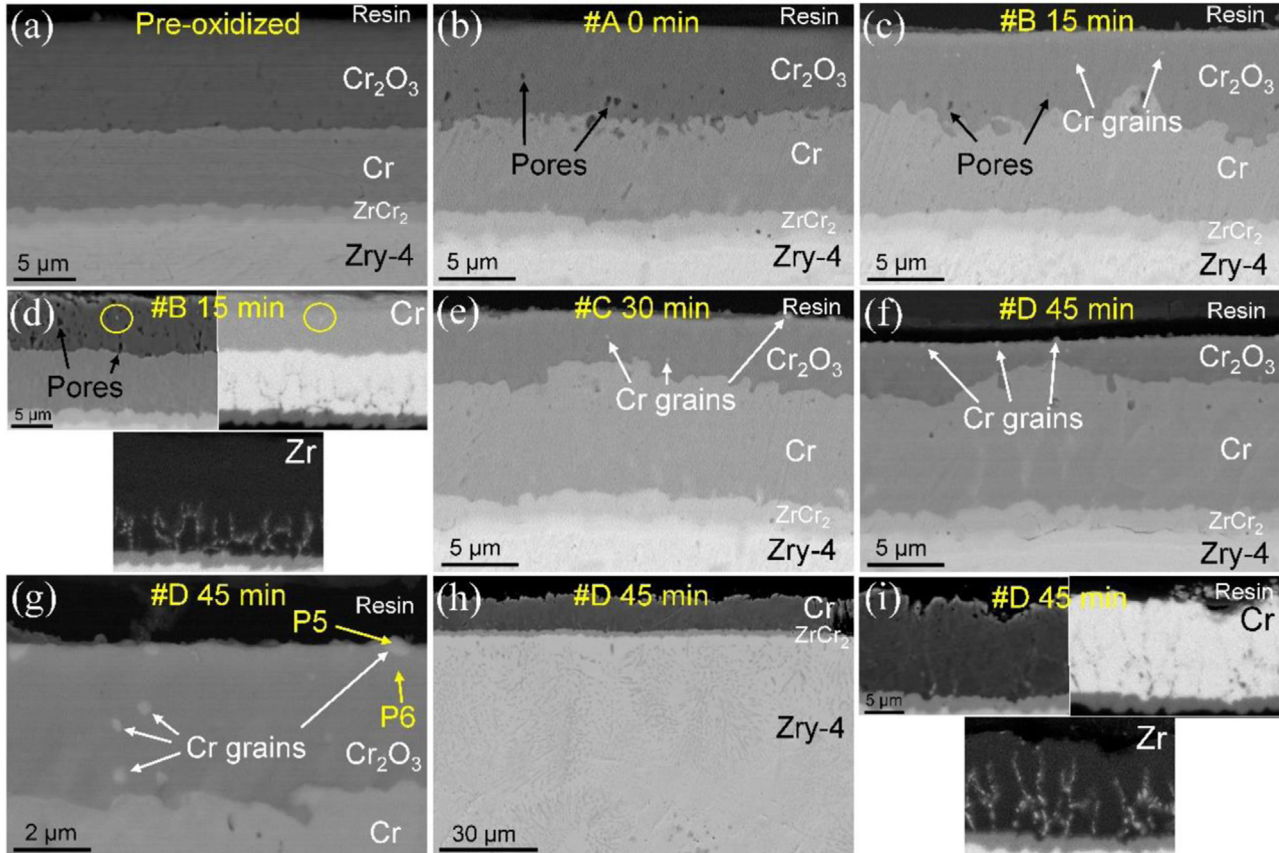 (a) Pre-oxidized Resin
Cr₂O₃
Cr
ZrCr₂
Zry-4
5 μm
(b) #A 0 min Resin
Cr₂O₃
Pores
Cr
ZrCr₂
Zry-4
5 μm
(c) #B 15 min Resin
Cr₂O₃
Cr grains
Pores
Cr
ZrCr₂
Zry-4
5 μm
(d) #B 15 min Cr
Pores
5 μm
Zr
(e) #C 30 min Resin
Cr₂O₃
Cr grains
Cr
ZrCr₂
Zry-4
5 μm
(f) #D 45 min Resin
Cr₂O₃
Cr grains
Cr
ZrCr₂
Zry-4
5 μm
(g) #D 45 min Resin
P5
P6
Cr grains
Cr₂O₃
Cr
2 μm
(h) #D 45 min Cr
ZrCr₂
Zry-4
30 μm
(i) #D 45 min Resin
Cr
5 μm
Zr